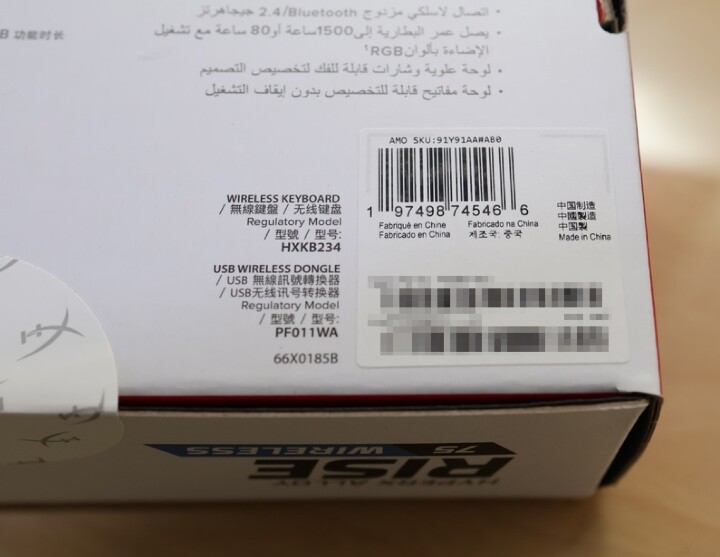 • اتصال لاسلكي مزدوج 2.4/Bluetooth جيجاهرتز
• يصل عمر البطارية إلى1500ساعة أو80 ساعة مع تشغيل
الإضاءة بألوانRGB¹
• لوحة علوية وشارات قابلة للفك لتخصيص التصميم
• لوحة مفاتيح قابلة للتخصيص بدون إيقاف التشغيل
B 功能时长
WIRELESS KEYBOARD
/ 無線鍵盤 / 无线键盘
Regulatory Model
/ 型號 / 型号:
HXKB234
USB WIRELESS DONGLE
/ USB 無線訊號轉換器
/ USB无线讯号转换器
Regulatory Model
/ 型號 / 型号:
PF011WA
66X0185B
AMO SKU:91Y91AA#AB0
1 97498 74546 6
Fabriqué en Chine Fabricado na China
Fabricado en China 제조국: 중국
中国制造
中國製造
中国製
Made in China
HYPERX ALLOY
RISE
75 WIRELESS